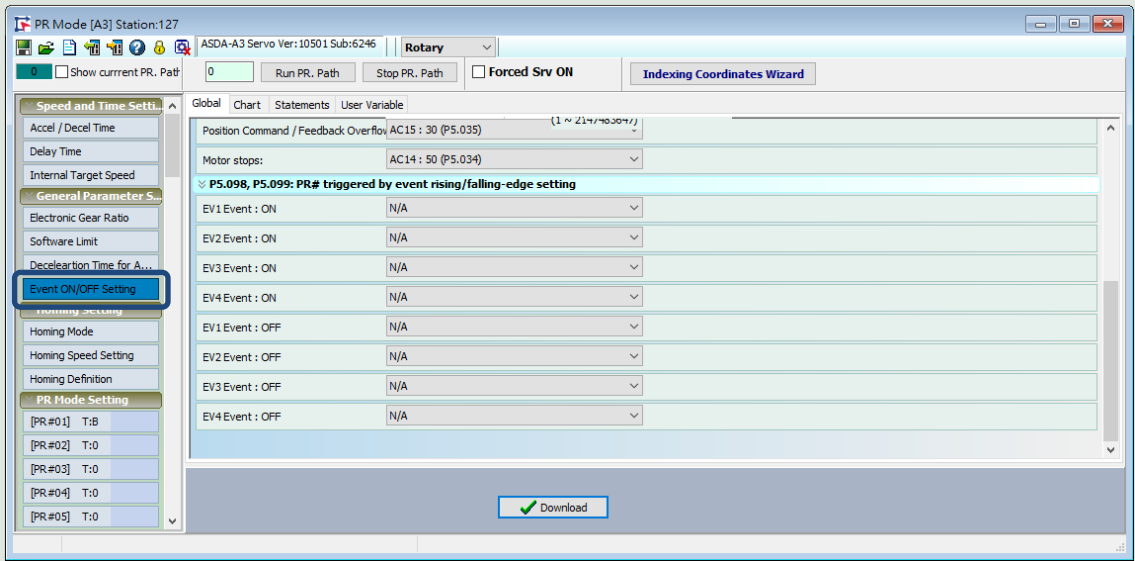 PR Mode [A3] Station:127
ASDA-A3 Servo Ver:10501 Sub:6246
Rotary
0
Show currrent PR. Path
0
Run PR. Path
Stop PR. Path
Forced Srv ON
Indexing Coordinates Wizard
Speed and Time Setti...
Accel / Decel Time
Delay Time
Internal Target Speed
General Parameter S...
Electronic Gear Ratio
Software Limit
Deceleartion Time for A...
Event ON/OFF Setting
Homing Setting
Homing Mode
Homing Speed Setting
Homing Definition
PR Mode Setting
[PR#01] T:B
[PR#02] T:0
[PR#03] T:0
[PR#04] T:0
[PR#05] T:0
Global Chart Statements User Variable
(1 ~ 2147483647)
Position Command / Feedback Overflow AC15 : 30 (P5.035)
Motor stops: AC14 : 50 (P5.034)
P5.098, P5.099: PR# triggered by event rising/falling-edge setting
EV1 Event : ON N/A
EV2 Event : ON N/A
EV3 Event : ON N/A
EV4 Event : ON N/A
EV1 Event : OFF N/A
EV2 Event : OFF N/A
EV3 Event : OFF N/A
EV4 Event : OFF N/A
Download